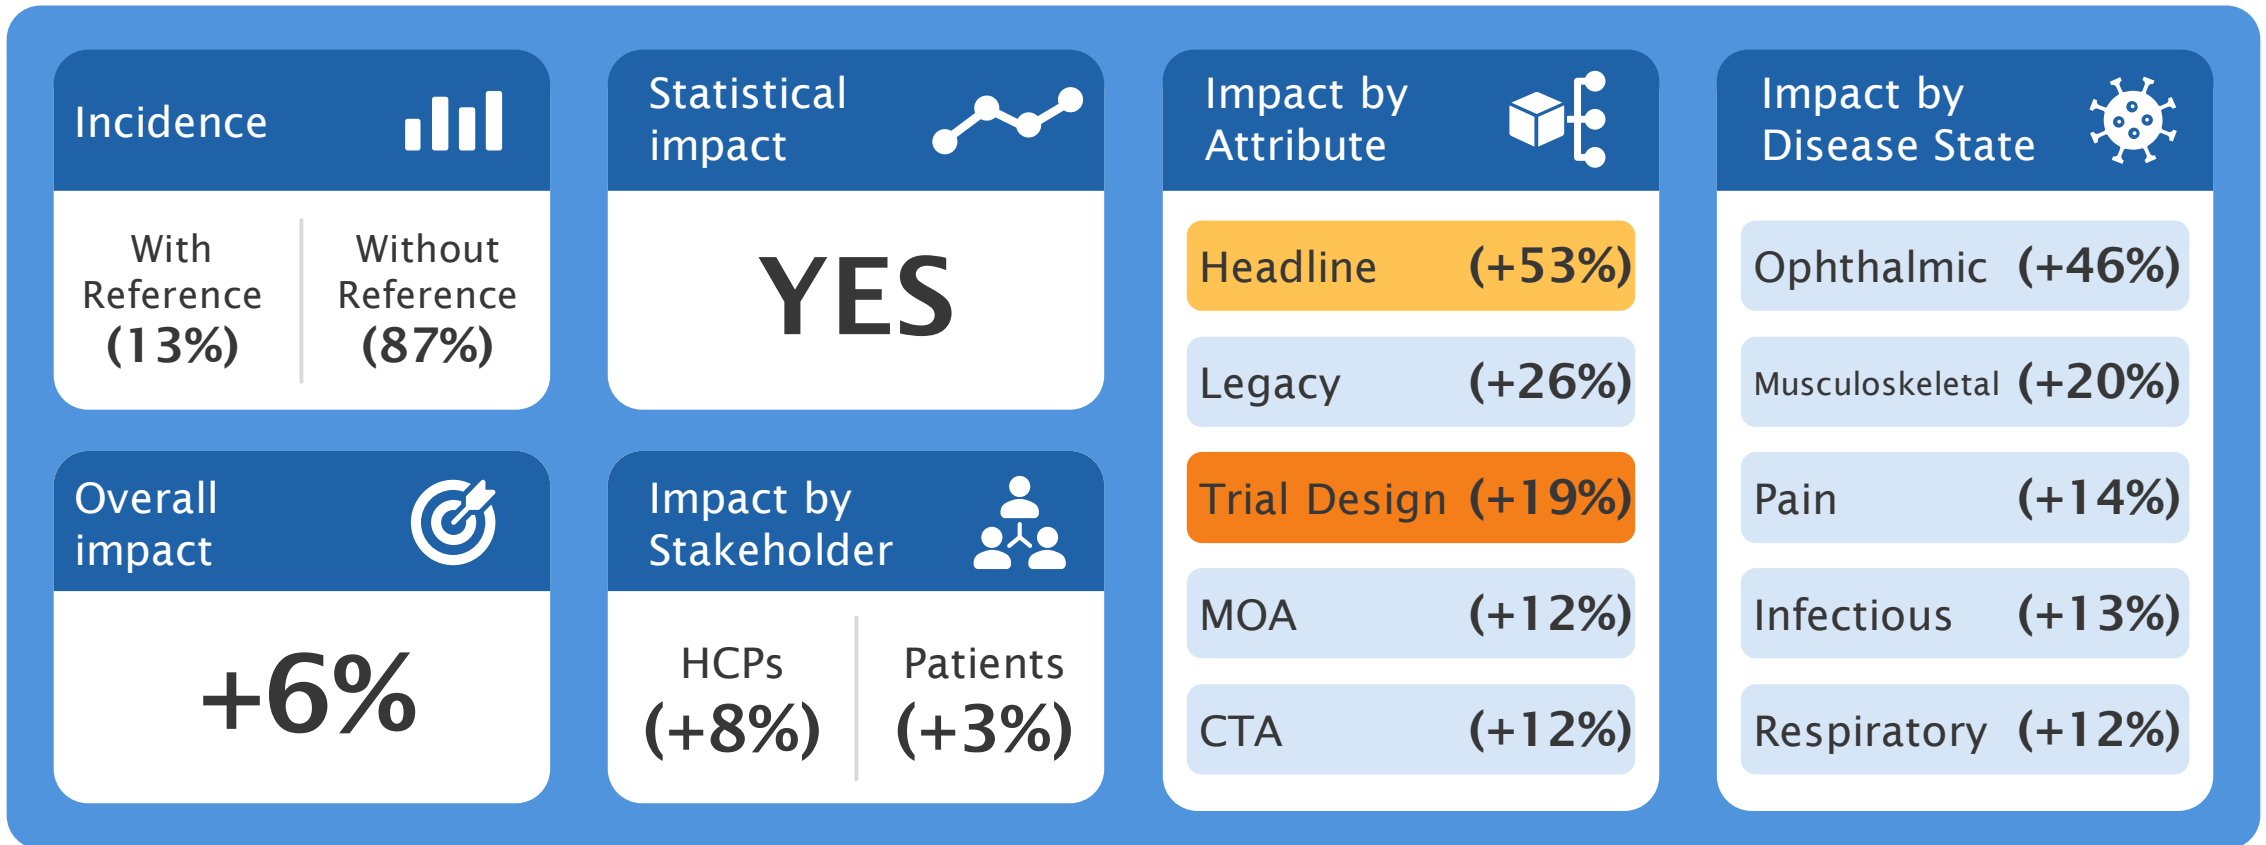 Incidence
With
Reference
(13%)
Without
Reference
(87%)
Statistical
impact
YES
Overall
impact
+6%
Impact by
Stakeholder
HCPs
(+8%)
Patients
(+3%)
Impact by
Attribute
Headline (+53%)
Legacy (+26%)
Trial Design (+19%)
MOA (+12%)
CTA (+12%)
Impact by
Disease State
Ophthalmic (+46%)
Musculoskeletal (+20%)
Pain (+14%)
Infectious (+13%)
Respiratory (+12%)